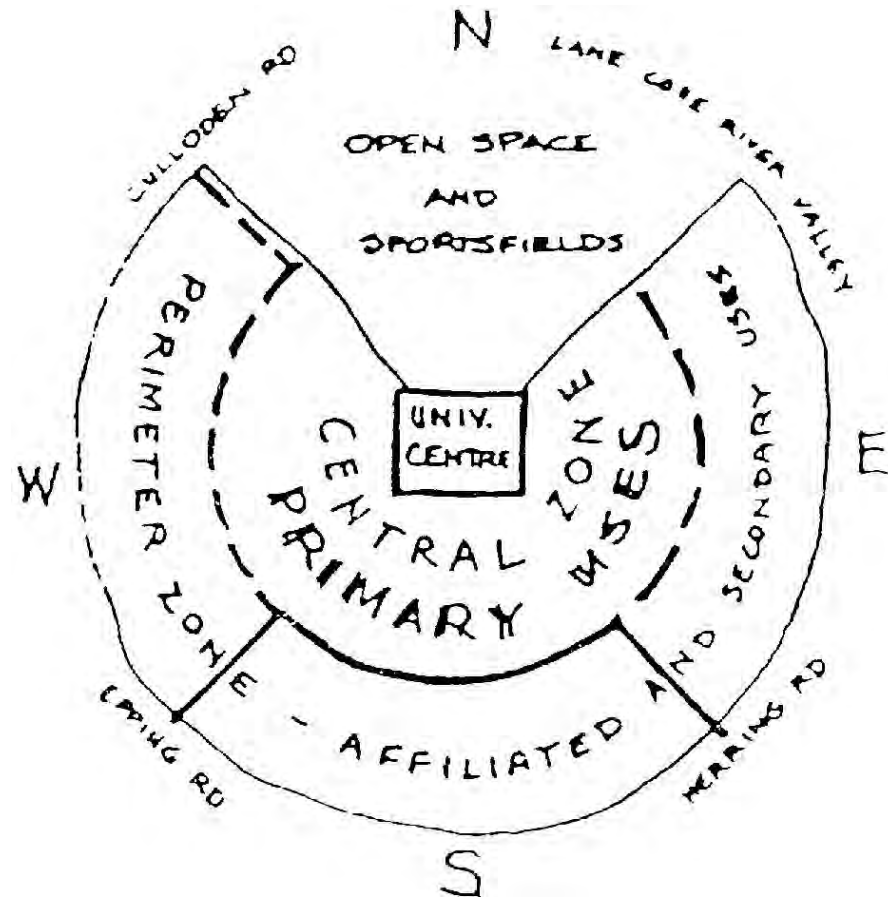 N
CULLODEN RD
LANE COVE RIVER VALLEY
OPEN SPACE
AND
SPORTSFIELDS
UNIV.
CENTRE
CENTRAL ZONE
PRIMARY USES
PERIMETER ZONE - AFFILIATED AND SECONDARY USES
W
E
EPPING RD
HERRING RD
S